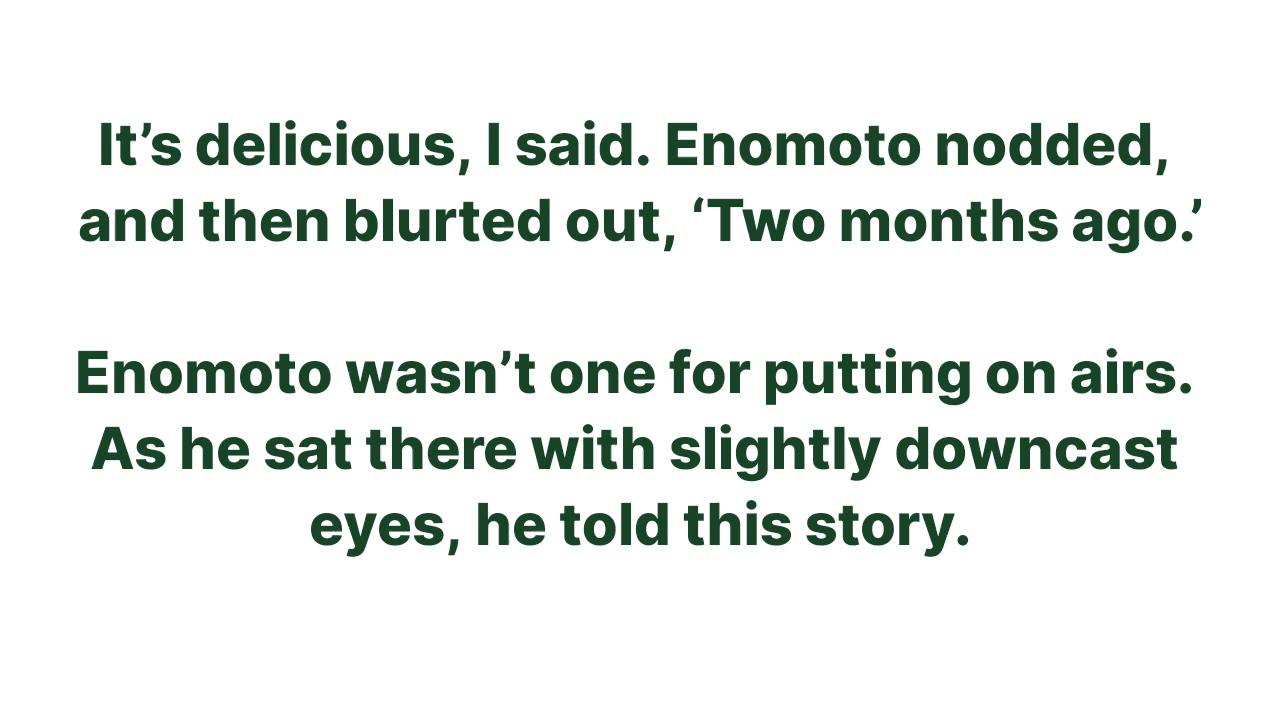 It’s delicious, I said. Enomoto nodded,
and then blurted out, ‘Two months ago.’
Enomoto wasn’t one for putting on airs.
As he sat there with slightly downcast
eyes, he told this story.